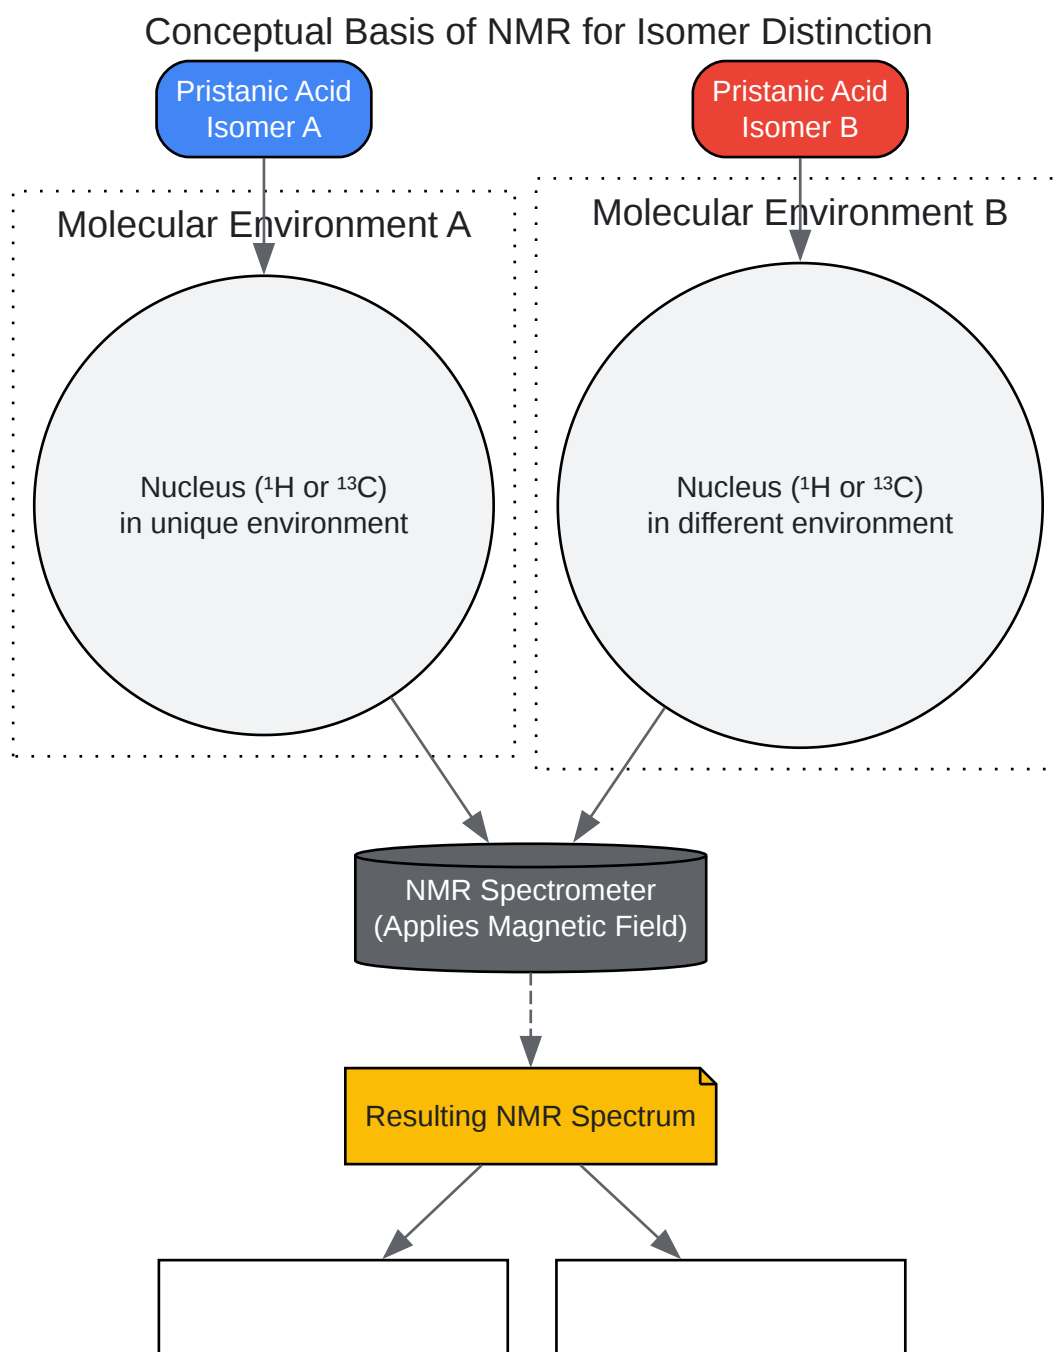 Conceptual Basis of NMR for Isomer Distinction
Pristanic Acid
Isomer A
Pristanic Acid
Isomer B
Molecular Environment A
Molecular Environment B
Nucleus (¹H or ¹³C)
in unique environment
Nucleus (¹H or ¹³C)
in different environment
NMR Spectrometer
(Applies Magnetic Field)
Resulting NMR Spectrum